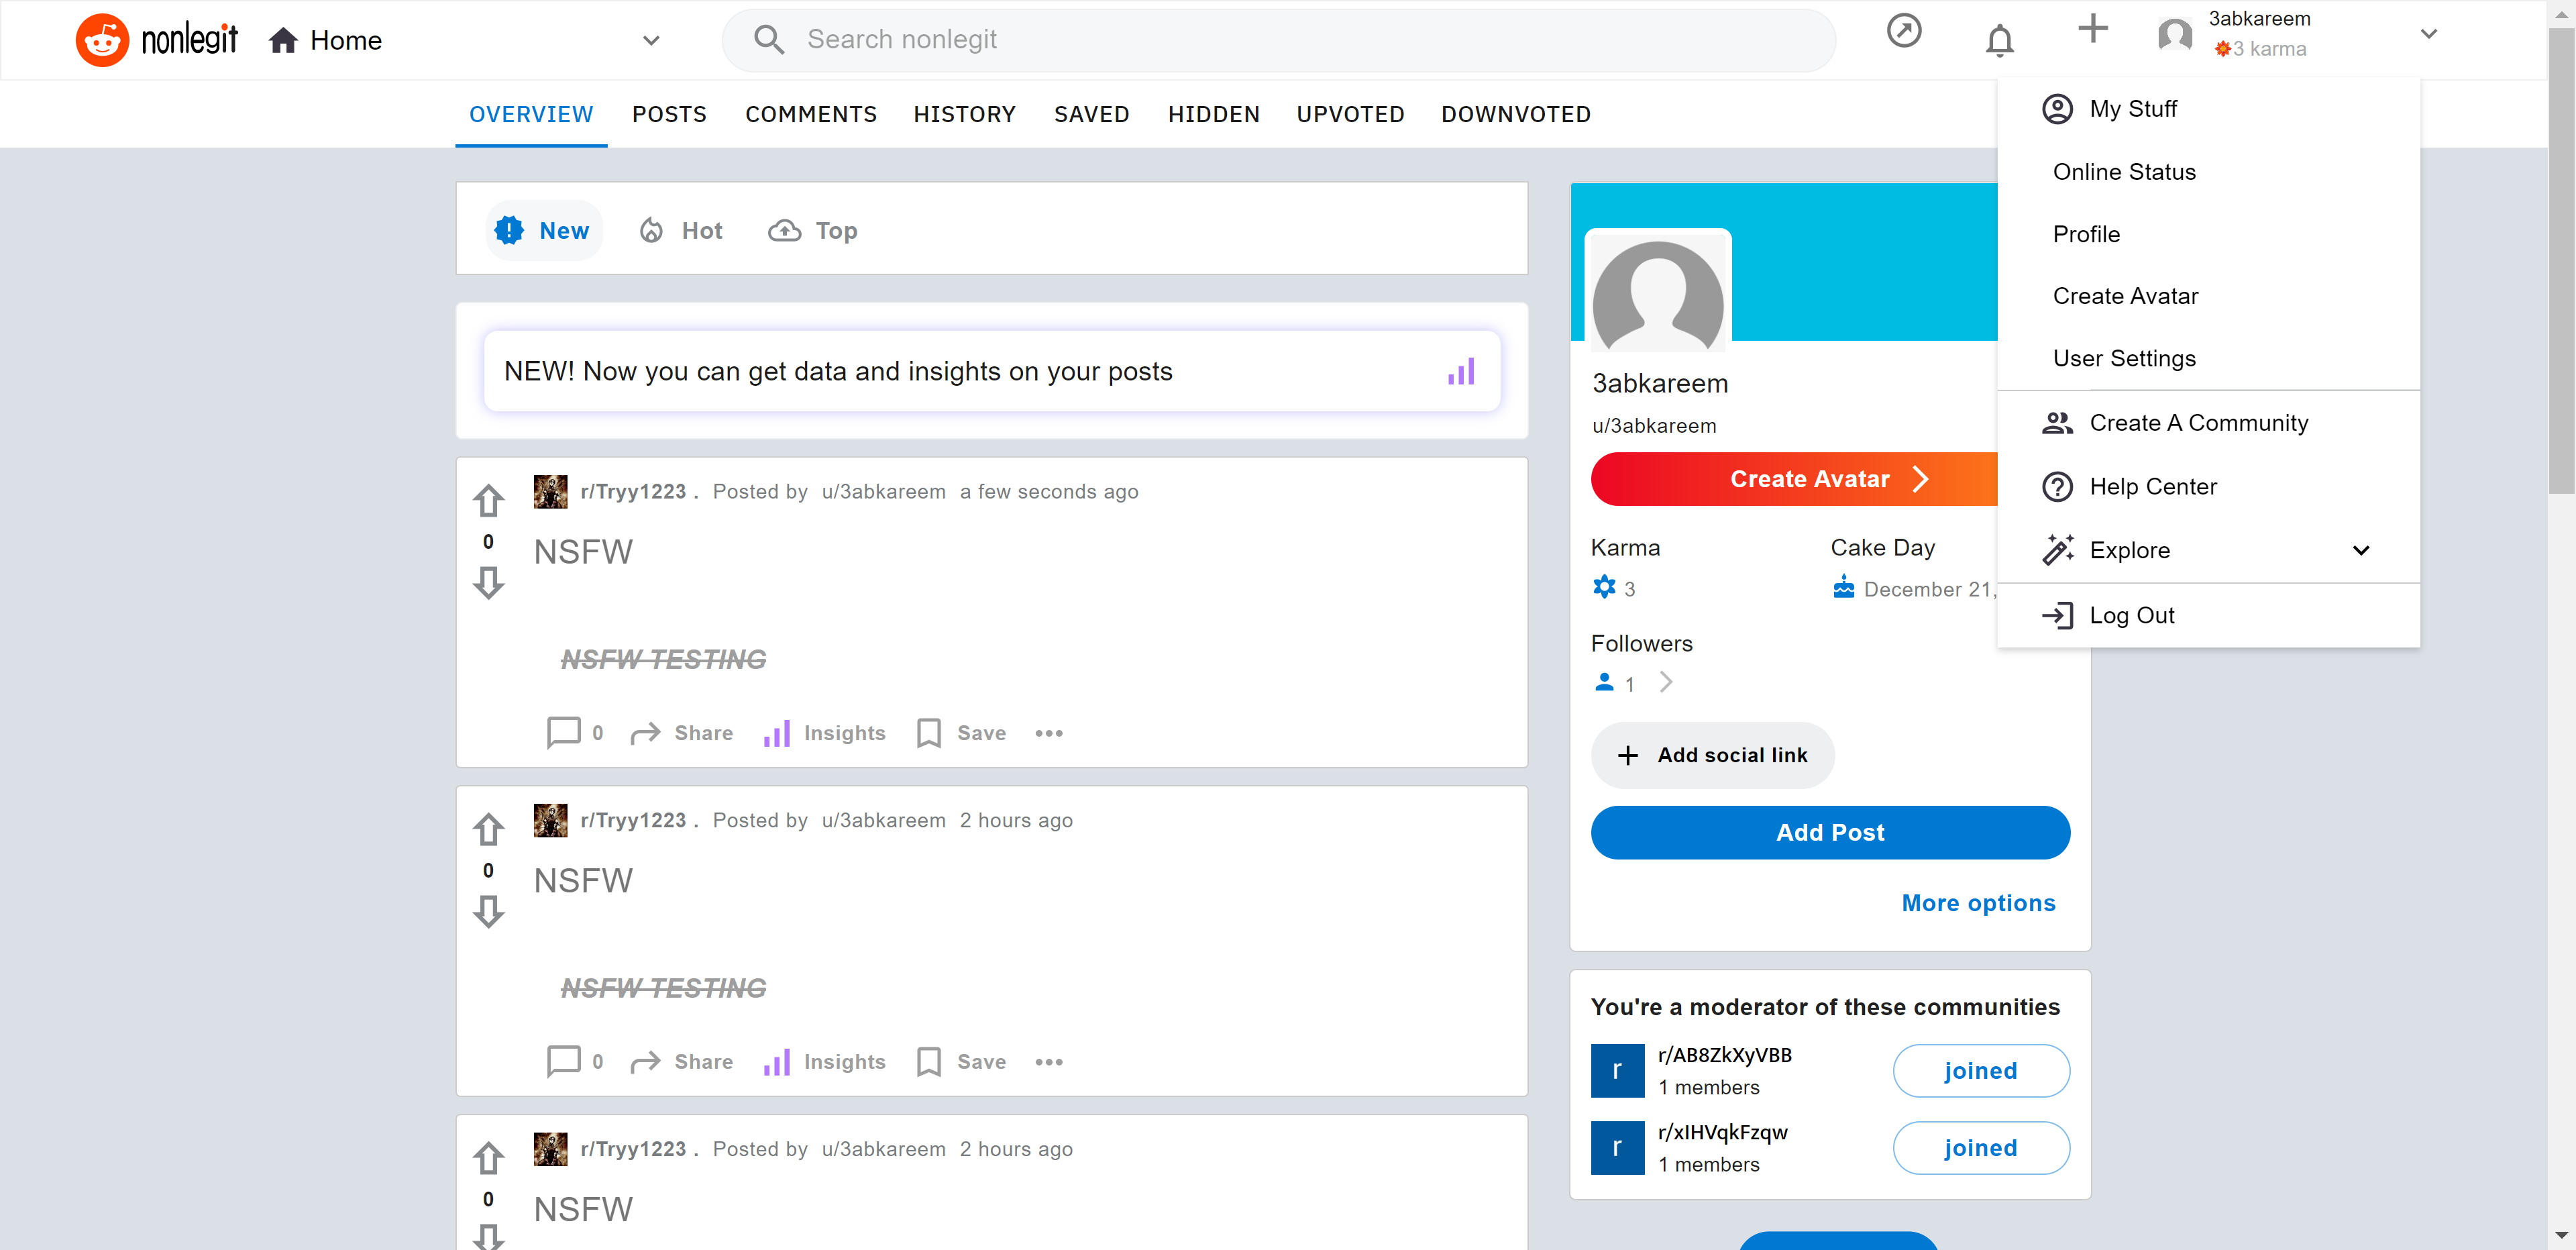 nonlegit Home Search nonlegit 3abkareem
3 karma
OVERVIEW POSTS COMMENTS HISTORY SAVED HIDDEN UPVOTED DOWNVOTED
My Stuff
Online Status
Profile
Create Avatar
User Settings
Create A Community
Help Center
Explore
Log Out
New Hot Top
NEW! Now you can get data and insights on your posts
r/Tryy1223 . Posted by u/3abkareem a few seconds ago
0
NSFW
NSFW TESTING
0 Share Insights Save
r/Tryy1223 . Posted by u/3abkareem 2 hours ago
0
NSFW
NSFW TESTING
0 Share Insights Save
r/Tryy1223 . Posted by u/3abkareem 2 hours ago
0
NSFW
3abkareem
u/3abkareem
Create Avatar
Karma Cake Day
3 December 21,
Followers
1
Add social link
Add Post
More options
You're a moderator of these communities
r r/AB8ZkXyVBB
1 members
joined
r r/xIHVqkFzqw
1 members
joined